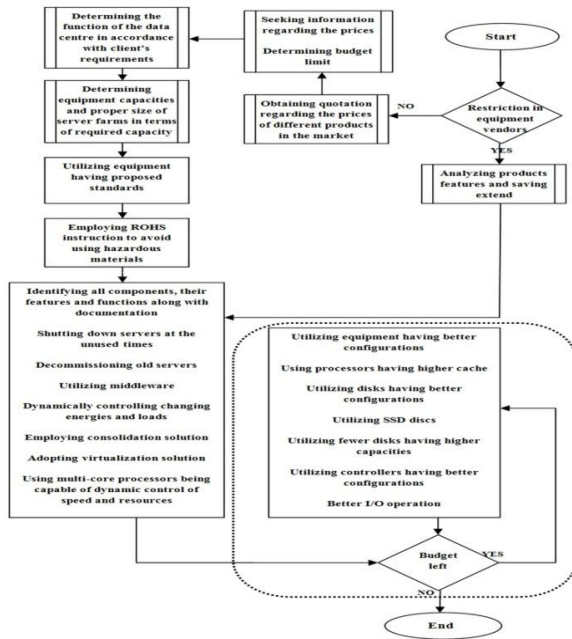 Start
Restriction in
equipment
vendors
NO
YES
Obtaining quotation
regarding the prices
of different products
in the market
Seeking information
regarding the prices
Determining budget
limit
Determining the
function of the data
centre in accordance
with client's
requirements
Determining
equipment capacities
and proper size of
server farms in terms
of required capacity
Utilizing equipment
having proposed
standards
Employing ROHS
instruction to avoid
using hazardous
materials
Analyzing products
features and saving
extend
Identifying all components, their
features and functions along with
documentation
Shutting down servers at the
unused times
Decommissioning old servers
Utilizing middleware
Dynamically controlling changing
energies and loads
Employing consolidation solution
Adopting virtualization solution
Using multi-core processors being
capable of dynamic control of
speed and resources
Utilizing equipment having better
configurations
Using processors having higher cache
Utilizing disks having better
configurations
Utilizing SSD discs
Utilizing fewer disks having higher
capacities
Utilizing controllers having better
configurations
Better I/O operation
Budget
left
YES
NO
End